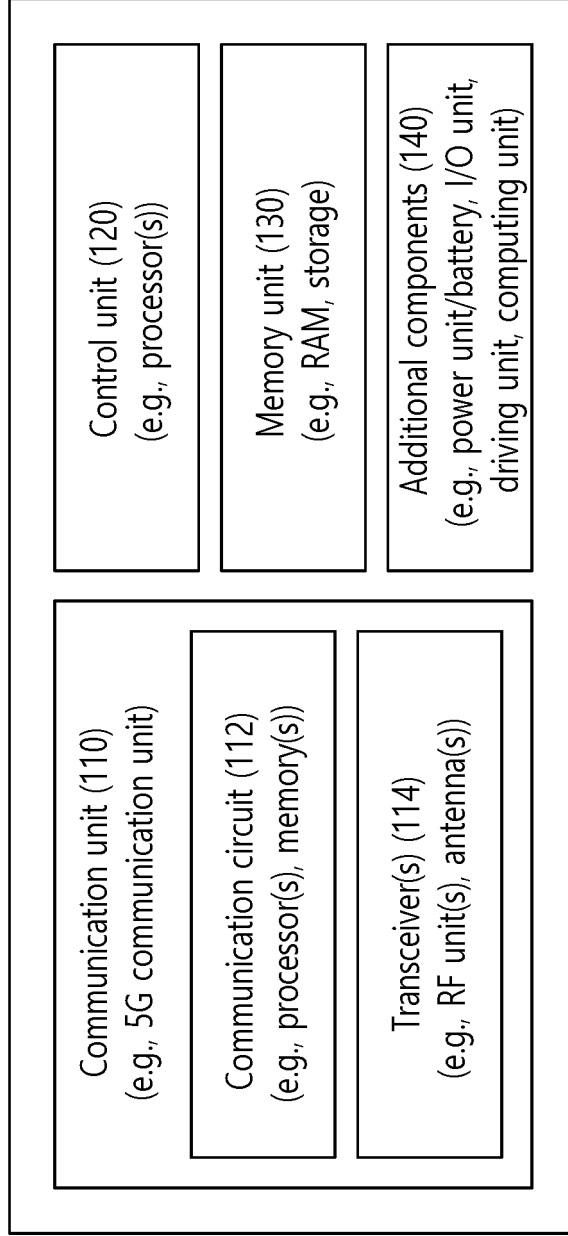 Communication unit (110)
(e.g., 5G communication unit)
Communication circuit (112)
(e.g., processor(s), memory(s))
Transceiver(s) (114)
(e.g., RF unit(s), antenna(s))
Control unit (120)
(e.g., processor(s))
Memory unit (130)
(e.g., RAM, storage)
Additional components (140)
(e.g., power unit/battery, I/O unit,
driving unit, computing unit)